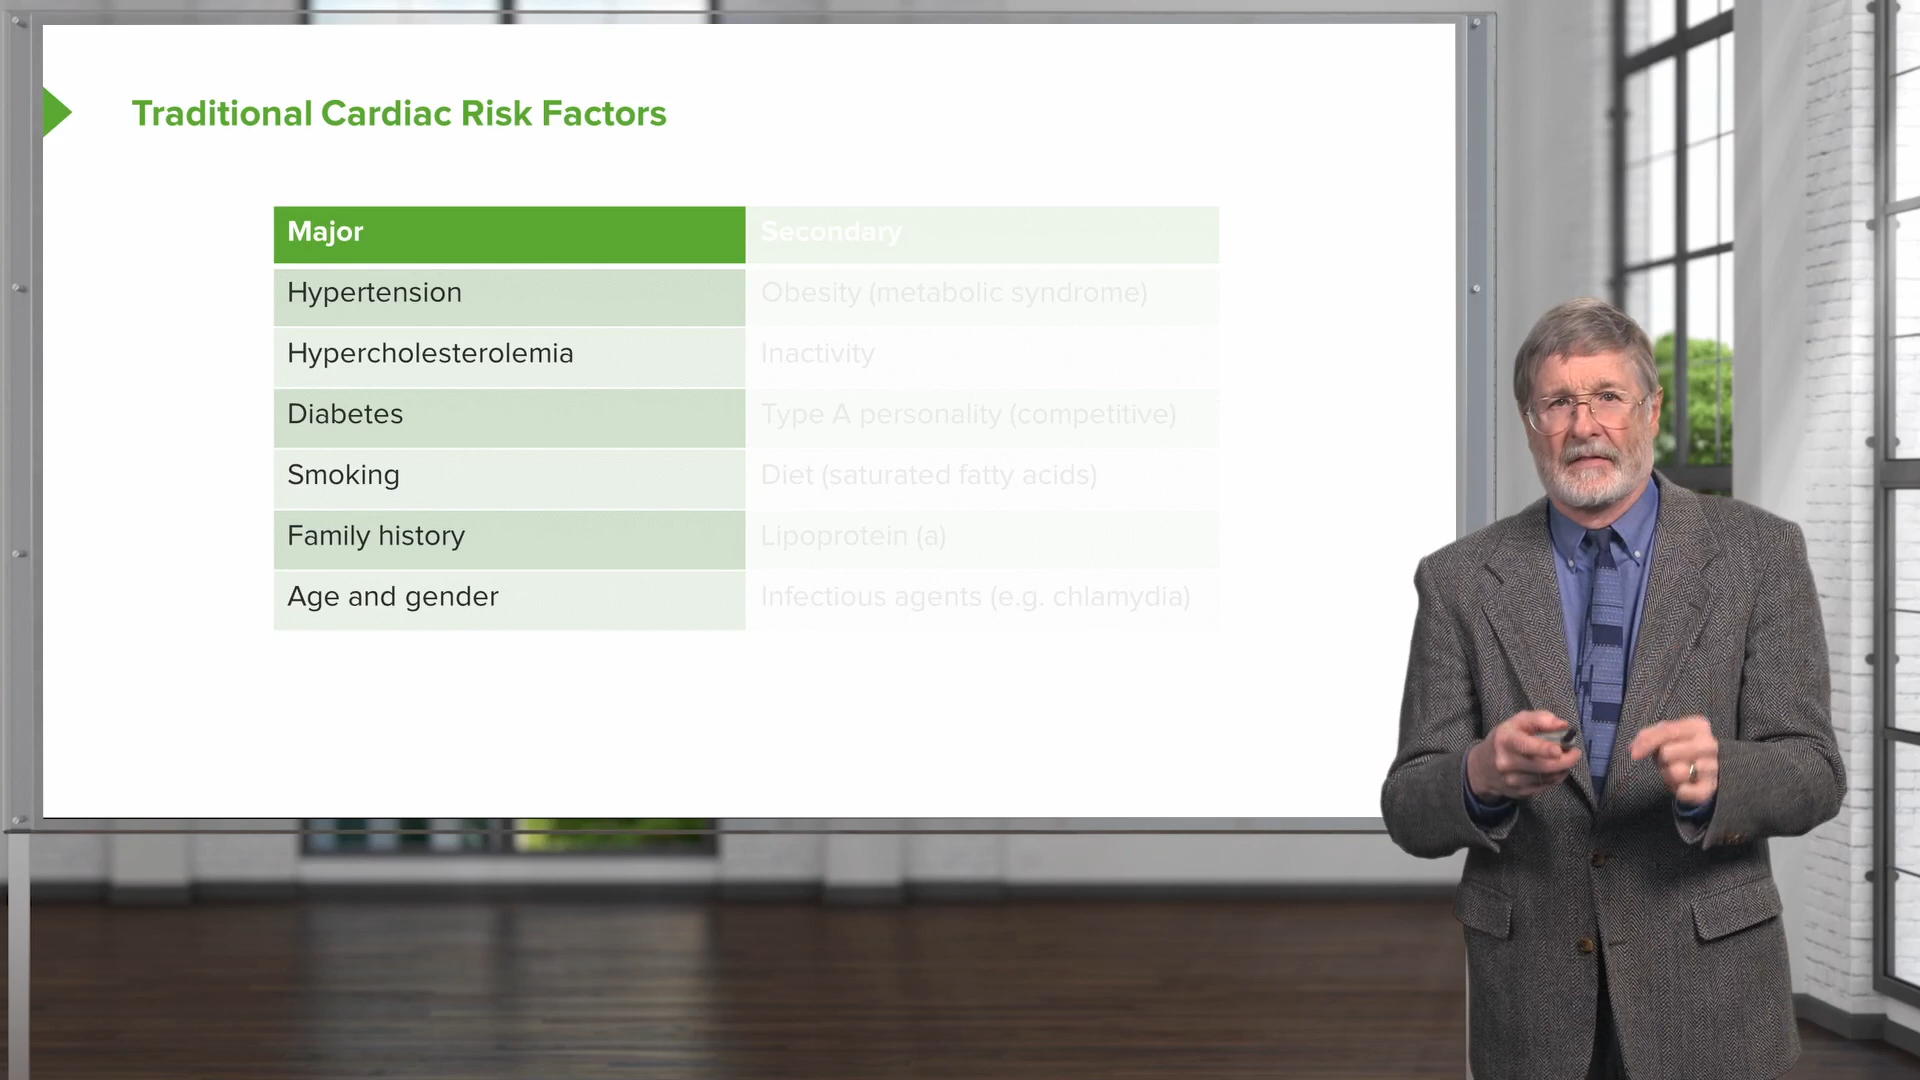 Traditional Cardiac Risk Factors
Major Secondary
Hypertension Obesity (metabolic syndrome)
Hypercholesterolemia Inactivity
Diabetes Type A personality (competitive)
Smoking Diet (saturated fatty acids)
Family history Lipoprotein (a)
Age and gender Infectious agents (e.g. chlamydia)